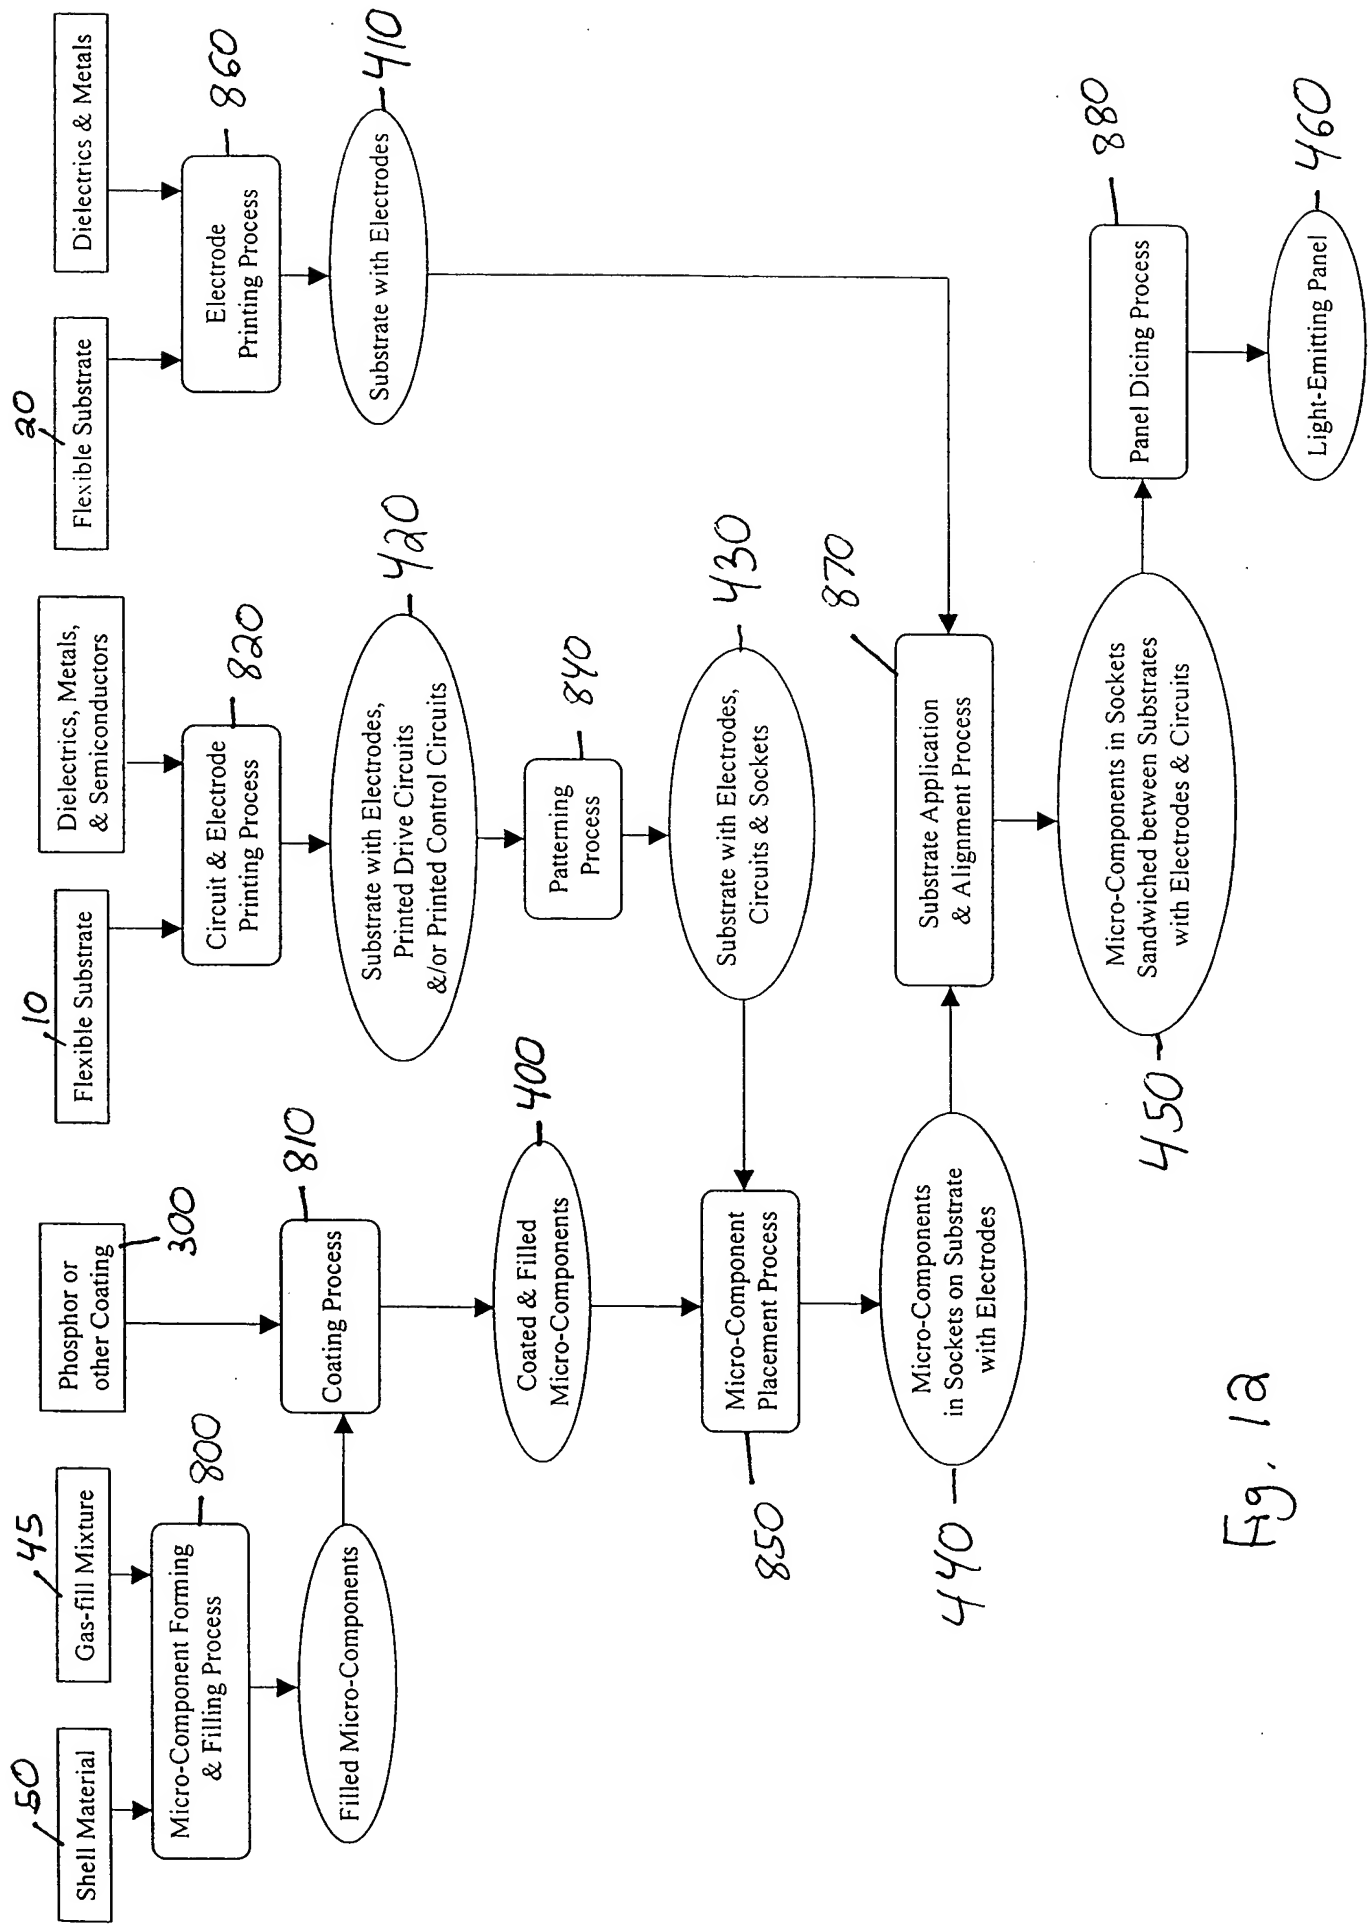 50
Shell Material
45
Gas-fill Mixture
Phosphor or
other Coating
300
10
Flexible Substrate
Dielectrics, Metals,
& Semiconductors
20
Flexible Substrate
Dielectrics & Metals
Micro-Component Forming
& Filling Process
800
Circuit & Electrode
Printing Process
820
Electrode
Printing Process
860
Filled Micro-Components
Coating Process
810
Substrate with Electrodes,
Printed Drive Circuits
&/or Printed Control Circuits
420
Substrate with Electrodes
410
Coated & Filled
Micro-Components
400
Patterning
Process
840
Micro-Component
Placement Process
850
Substrate with Electrodes,
Circuits & Sockets
430
Micro-Components
in Sockets on Substrate
with Electrodes
440
Substrate Application
& Alignment Process
870
Micro-Components in Sockets
Sandwiched between Substrates
with Electrodes & Circuits
450
Panel Dicing Process
880
Light-Emitting Panel
460
Fig. 12